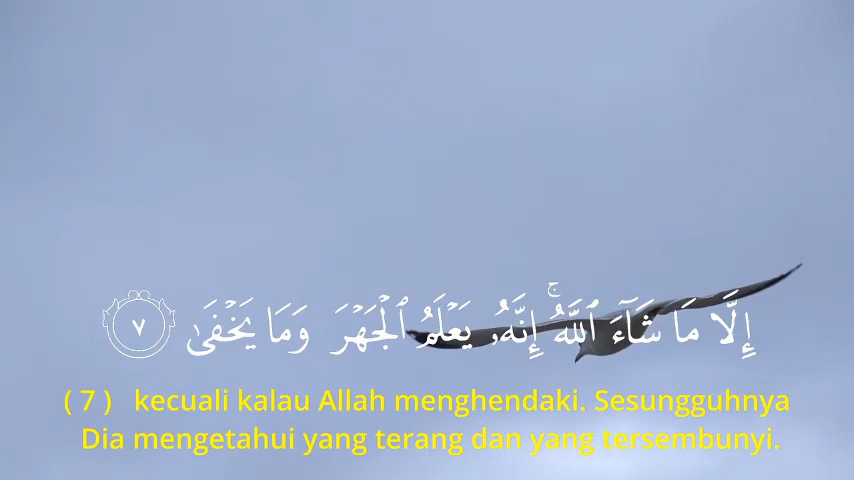 إِلَّا مَا شَآءَ ٱللَّهُ ۚ إِنَّهُۥ يَعْلَمُ ٱلْجَهْرَ وَمَا يَخْفَىٰ ٧
( 7 ) kecuali kalau Allah menghendaki. Sesungguhnya
Dia mengetahui yang terang dan yang tersembunyi.